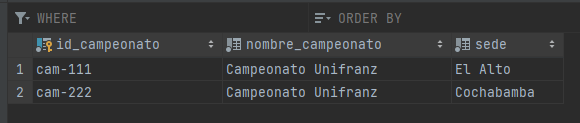 WHERE ORDER BY
id_campeonato nombre_campeonato sede
1 cam-111 Campeonato Unifranz El Alto
2 cam-222 Campeonato Unifranz Cochabamba